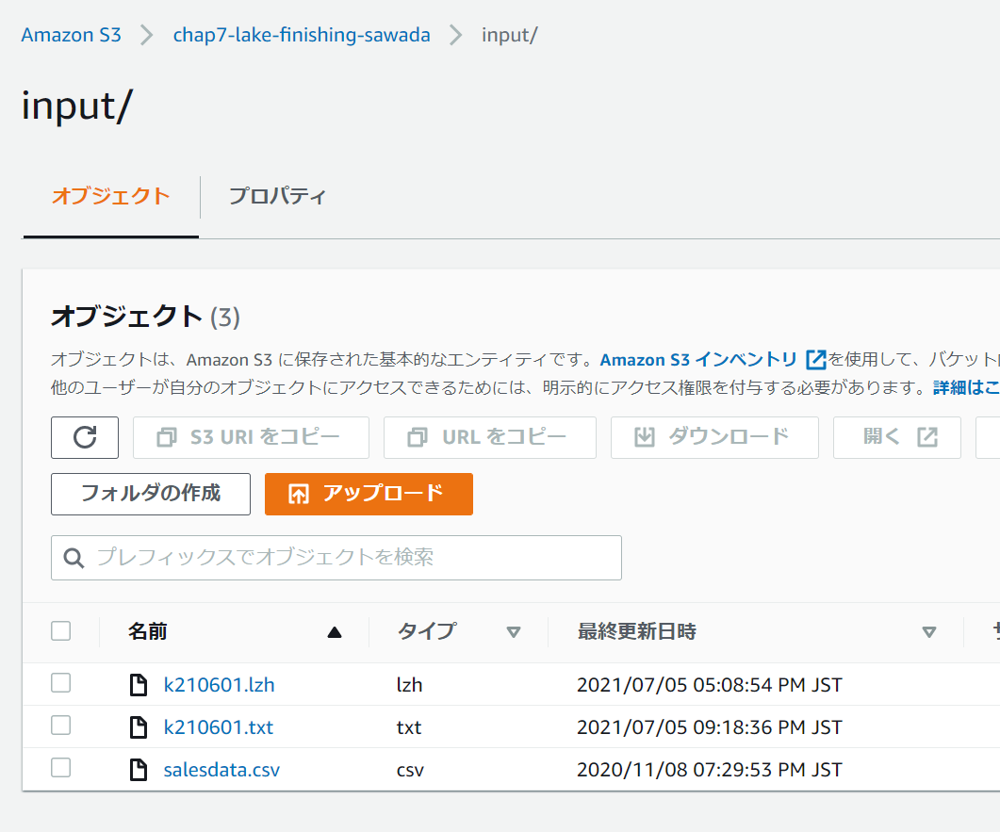 Amazon S3 > chap7-lake-finishing-sawada > input/
input/
オブジェクト プロパティ
オブジェクト (3)
オブジェクトは、Amazon S3 に保存された基本的なエンティティです。Amazon S3 インベントリ を使用して、バケット
他のユーザーが自分のオブジェクトにアクセスできるためには、明示的にアクセス権限を付与する必要があります。詳細はこ
S3 URI をコピー URL をコピー ダウンロード 開く
フォルダの作成 アップロード
プレフィックスでオブジェクトを検索
名前 タイプ 最終更新日時
k210601.lzh lzh 2021/07/05 05:08:54 PM JST
k210601.txt txt 2021/07/05 09:18:36 PM JST
salesdata.csv csv 2020/11/08 07:29:53 PM JST